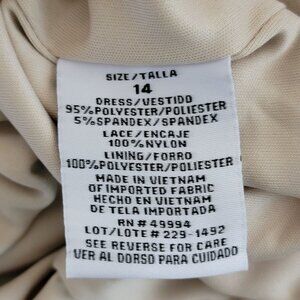 SIZE/TALLA
14
DRESS/VESTIDO
95%POLYESTER/POLIESTER
5%SPANDEX/SPANDEX
LACE/ENCAJE
100%NYLON
LINING/FORRO
100%POLYESTER/POLIESTER
MADE IN VIETNAM
OF IMPORTED FABRIC
HECHO EN VIETNAM
DE TELA IMPORTADA
RN # 49994
LOT/LOTE # 229-1492
SEE REVERSE FOR CARE
VER AL DORSO PARA CUIDADO